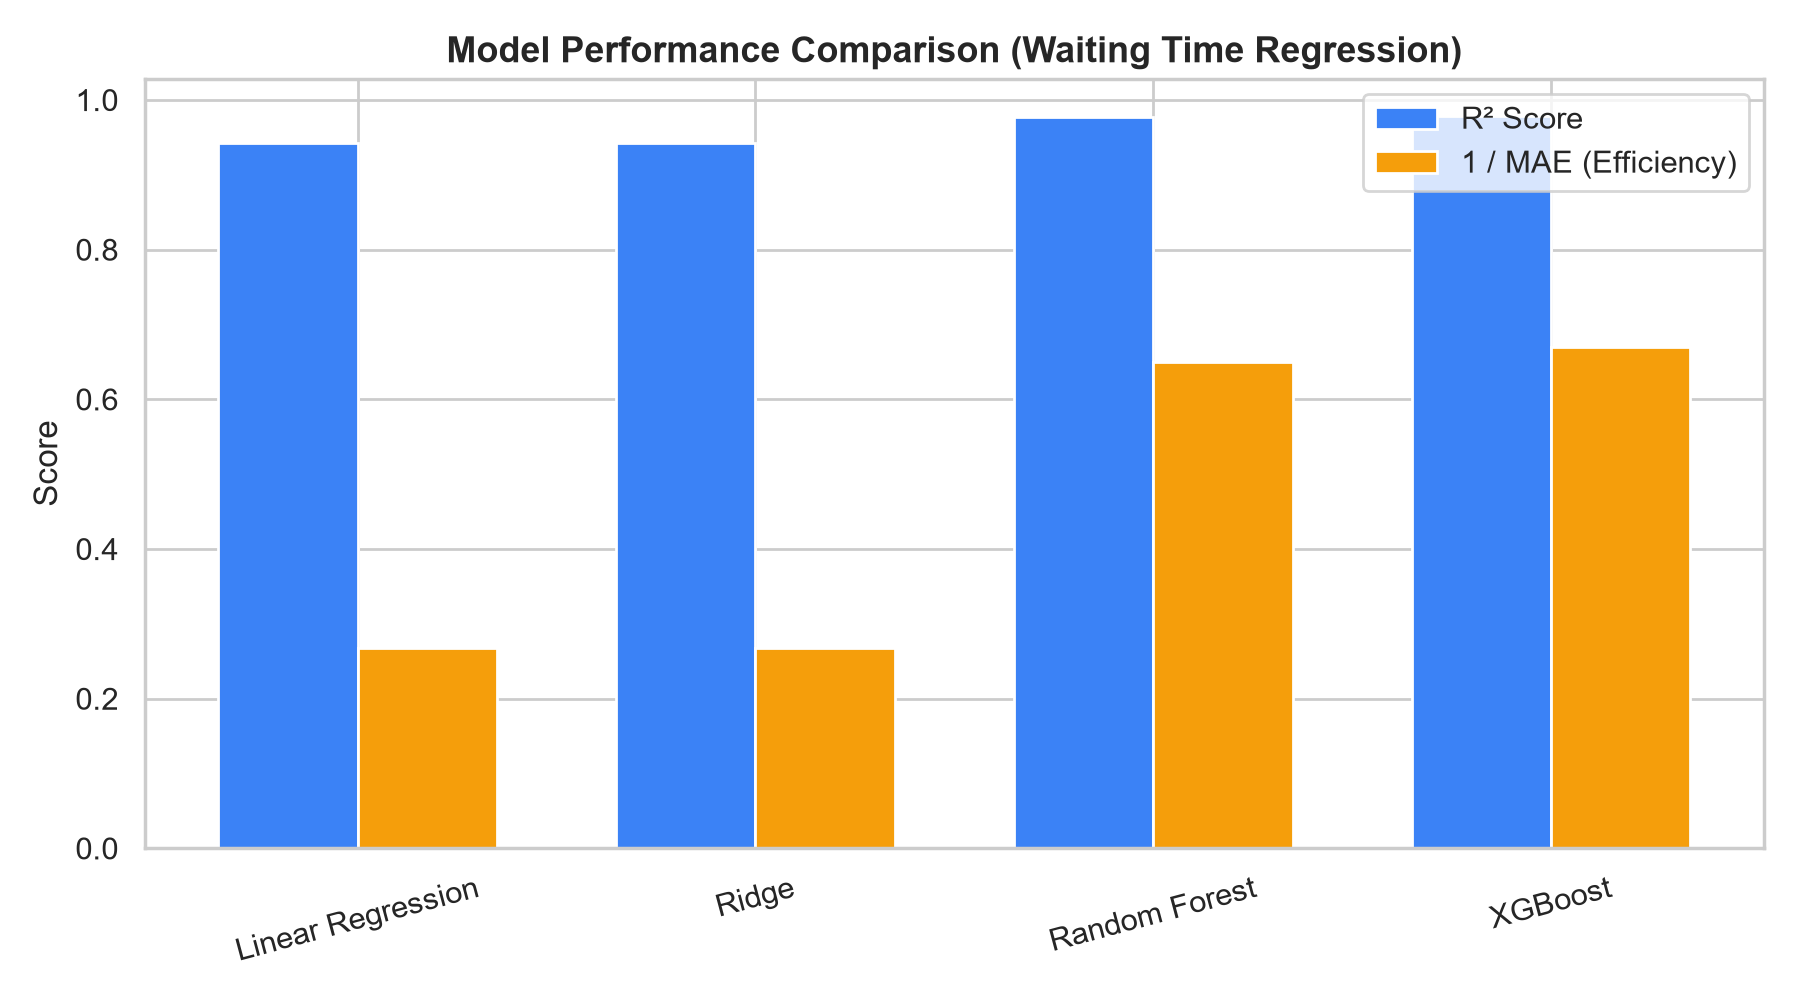 Model Performance Comparison (Waiting Time Regression)
R² Score
1 / MAE (Efficiency)
1.0
0.8
0.6
0.4
0.2
0.0
Score
Linear Regression
Ridge
Random Forest
XGBoost